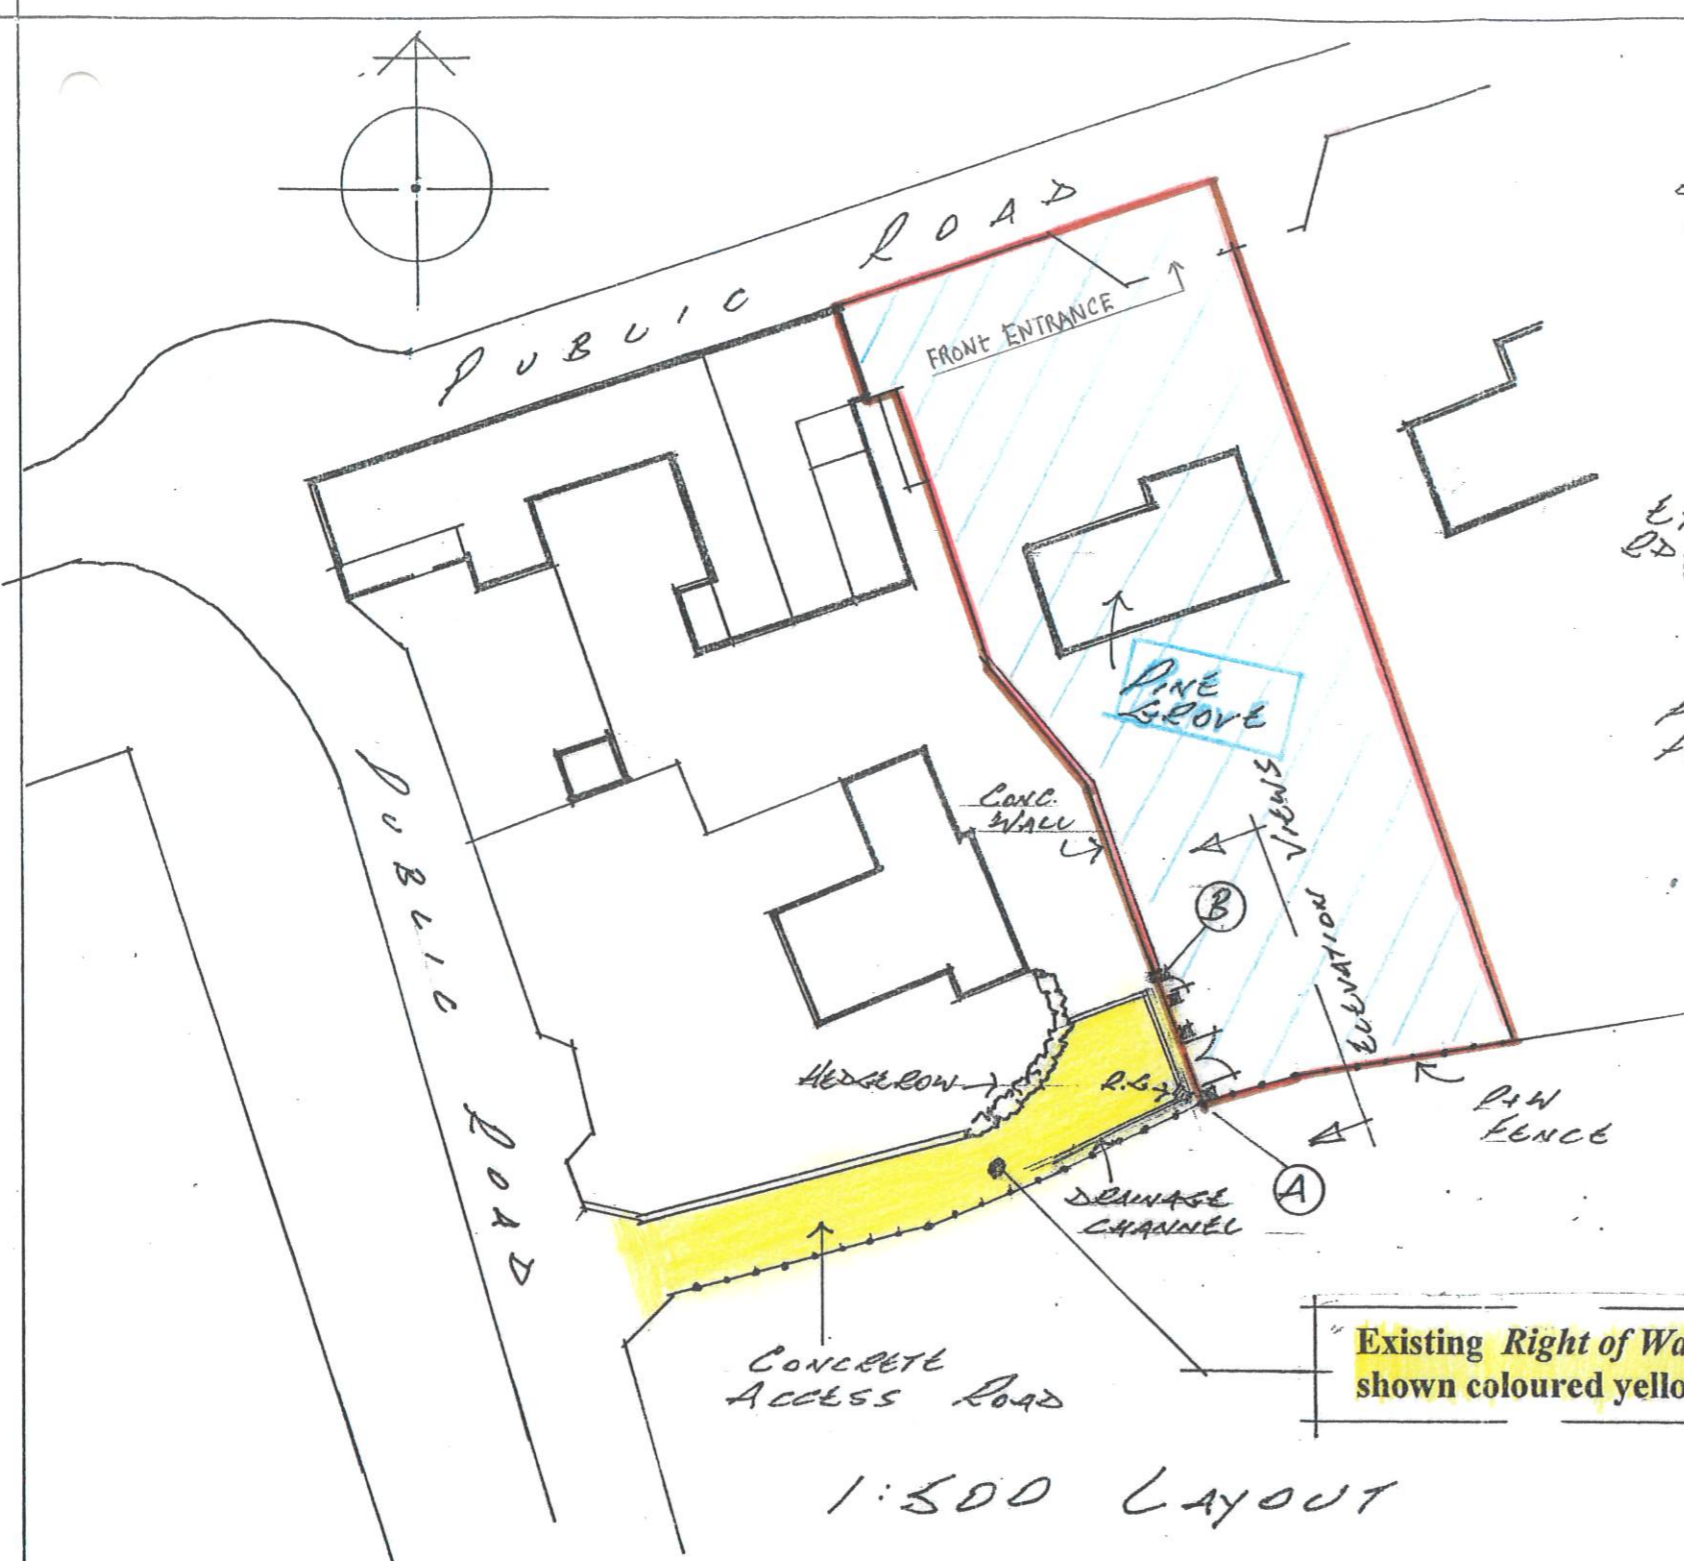 PUBLIC ROAD
FRONT ENTRANCE
PINE
GROVE
CONC.
WALL
VIEWS
B
ELEVATION
PUBLIC ROAD
HEDGEROW
R.G
P+W
FENCE
A
DRAINAGE
CHANNEL
CONCRETE
ACCESS ROAD
Existing Right of Wa
shown coloured yello
1:500 LAYOUT